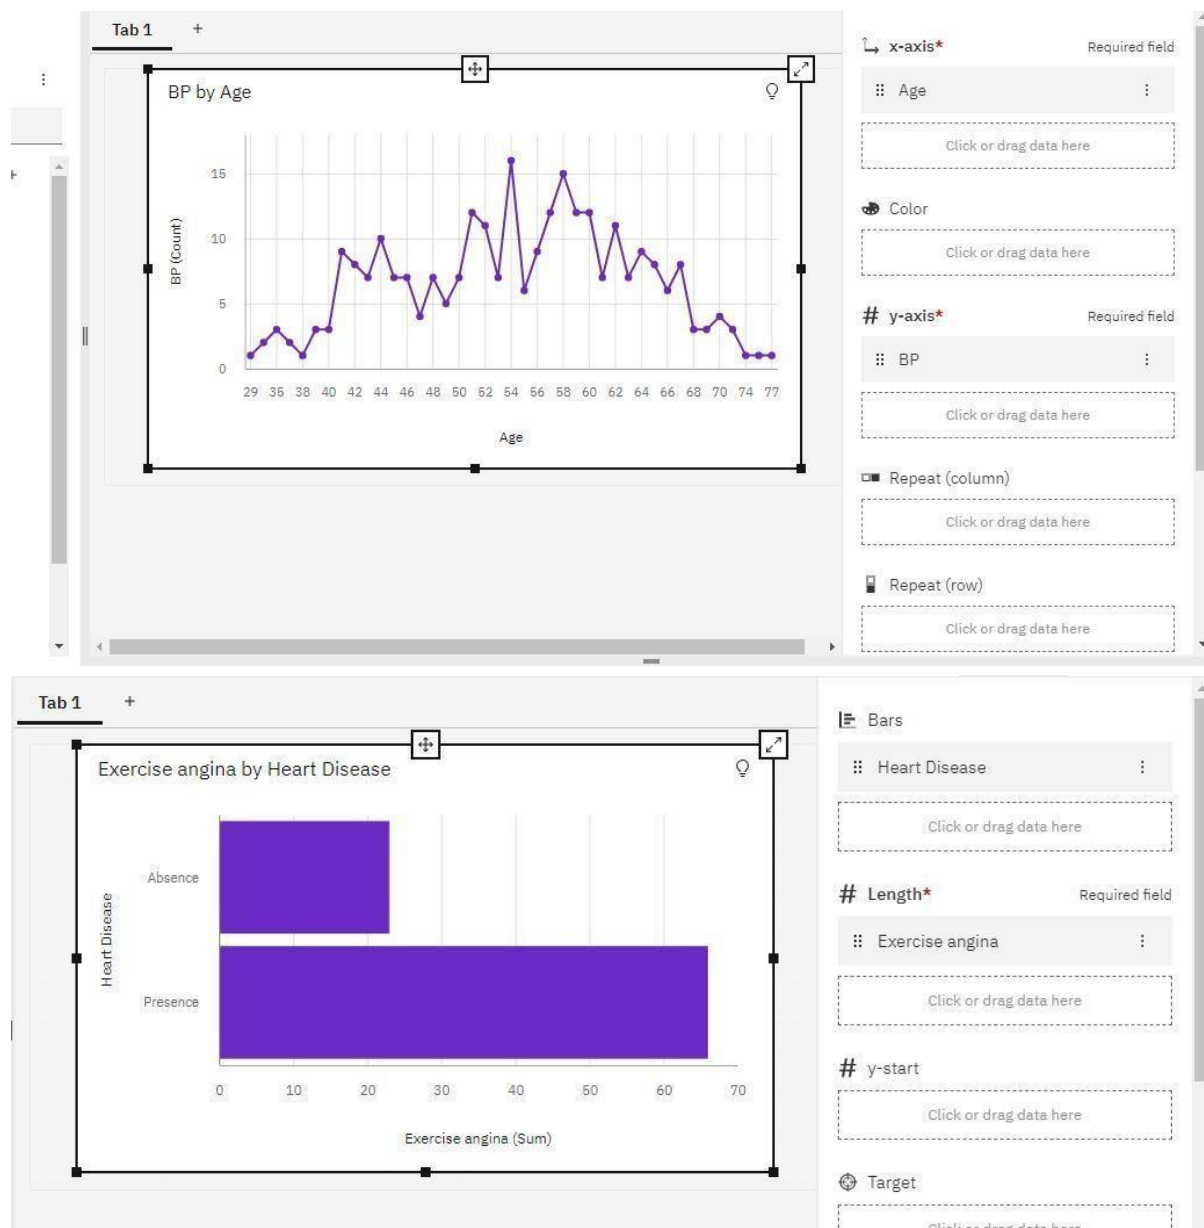 Tab 1 +
x-axis* Required field
BP by Age
Age
Click or drag data here
Color
Click or drag data here
y-axis* Required field
BP
Click or drag data here
Repeat (column)
Click or drag data here
Repeat (row)
Click or drag data here
BP (Count)
15
10
5
0
29 35 38 40 42 44 46 48 50 52 54 56 58 60 62 64 66 68 70 74 77
Age
Tab 1 +
Exercise angina by Heart Disease
Heart Disease
Absence
Presence
0 10 20 30 40 50 60 70
Exercise angina (Sum)
Bars
Heart Disease
Click or drag data here
Length* Required field
Exercise angina
Click or drag data here
y-start
Click or drag data here
Target
Click or drag data here